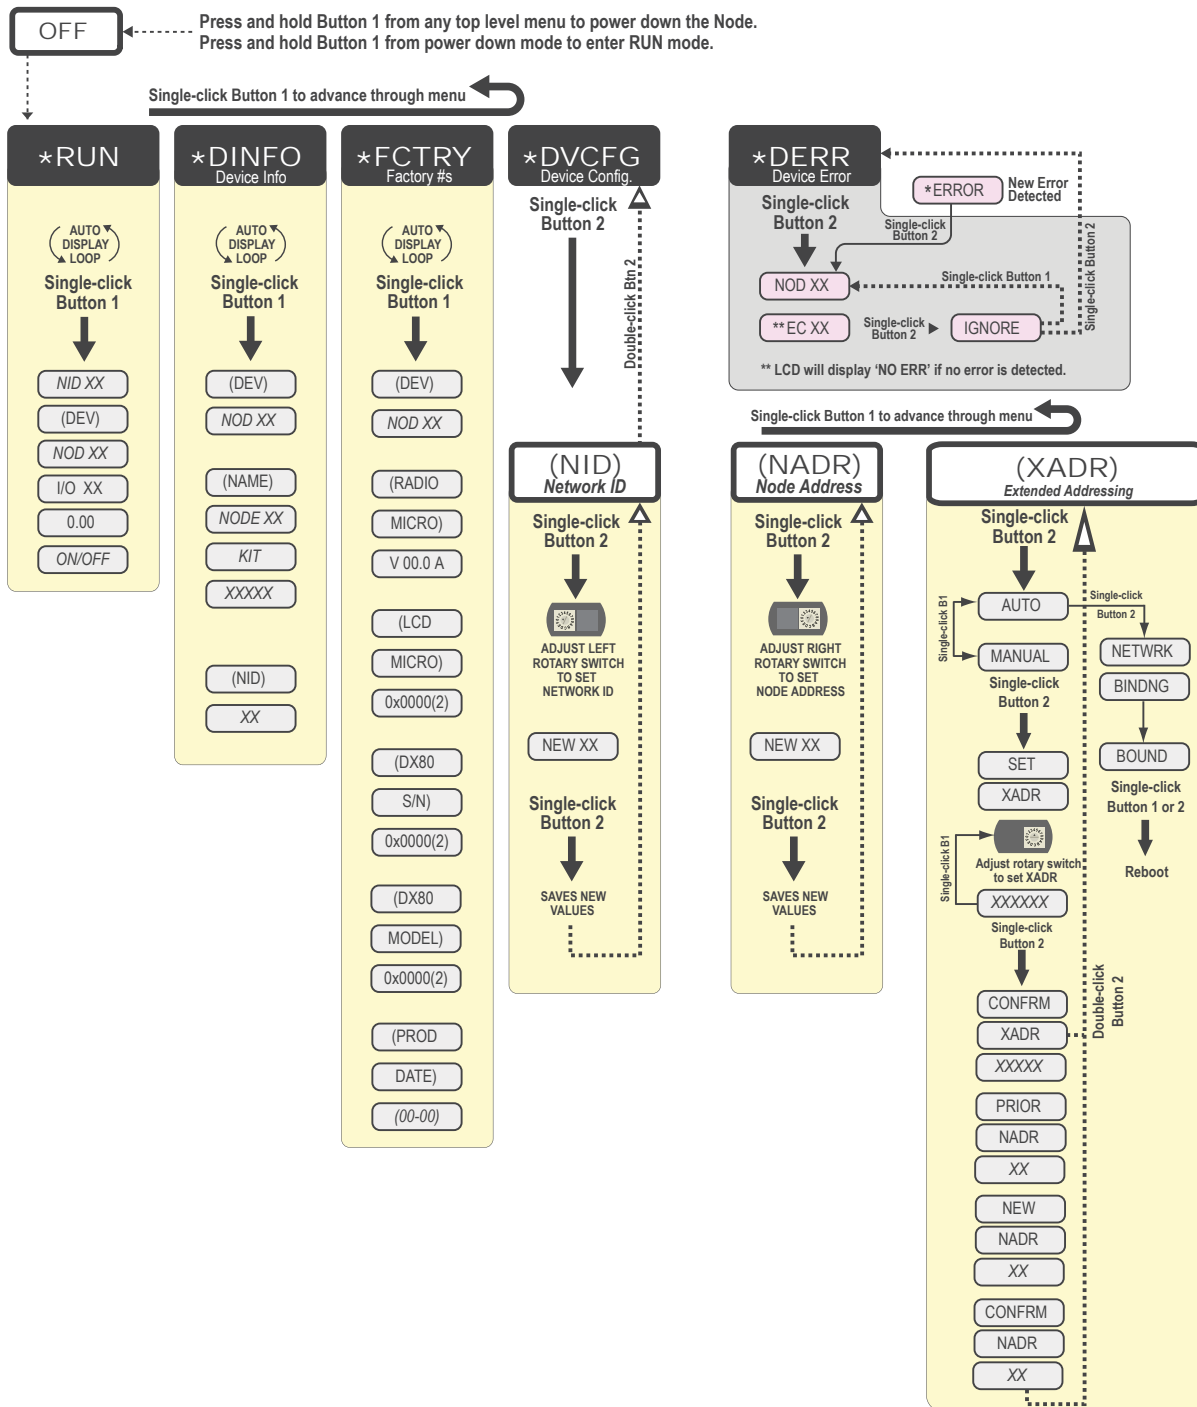 OFF
Press and hold Button 1 from any top level menu to power down the Node.
Press and hold Button 1 from power down mode to enter RUN mode.
Single-click Button 1 to advance through menu
*RUN
AUTO
DISPLAY
LOOP
Single-click
Button 1
NID XX
(DEV)
NOD XX
I/O XX
0.00
ON/OFF
*DINFO
Device Info
AUTO
DISPLAY
LOOP
Single-click
Button 1
(DEV)
NOD XX
(NAME)
NODE XX
KIT
XXXXX
(NID)
XX
*FCTRY
Factory #s
AUTO
DISPLAY
LOOP
Single-click
Button 1
(DEV)
NOD XX
(RADIO
MICRO)
V 00.0 A
(LCD
MICRO)
0x0000(2)
(DX80
S/N)
0x0000(2)
(DX80
MODEL)
0x0000(2)
(PROD
DATE)
(00-00)
*DVCFG
Device Config.
Single-click
Button 2
Double-click Btn 2
(NID)
Network ID
Single-click
Button 2
ADJUST LEFT
ROTARY SWITCH
TO SET
NETWORK ID
NEW XX
Single-click
Button 2
SAVES NEW
VALUES
*DERR
Device Error
Single-click
Button 2
*ERROR
New Error
Detected
Single-click
Button 2
NOD XX
Single-click Button 1
Single-click Button 2
**EC XX
Single-click
Button 2
IGNORE
** LCD will display ‘NO ERR’ if no error is detected.
Single-click Button 1 to advance through menu
(NADR)
Node Address
Single-click
Button 2
ADJUST RIGHT
ROTARY SWITCH
TO SET
NODE ADDRESS
NEW XX
Single-click
Button 2
SAVES NEW
VALUES
(XADR)
Extended Addressing
Single-click
Button 2
AUTO
Single-click B1
MANUAL
Single-click
Button 2
NETWRK
BINDNG
BOUND
Single-click
Button 1 or 2
Reboot
Single-click
Button 2
SET
XADR
Single-click B1
Adjust rotary switch
to set XADR
XXXXXX
Single-click
Button 2
CONFRM
XADR
XXXXX
Double-click
Button 2
PRIOR
NADR
XX
NEW
NADR
XX
CONFRM
NADR
XX